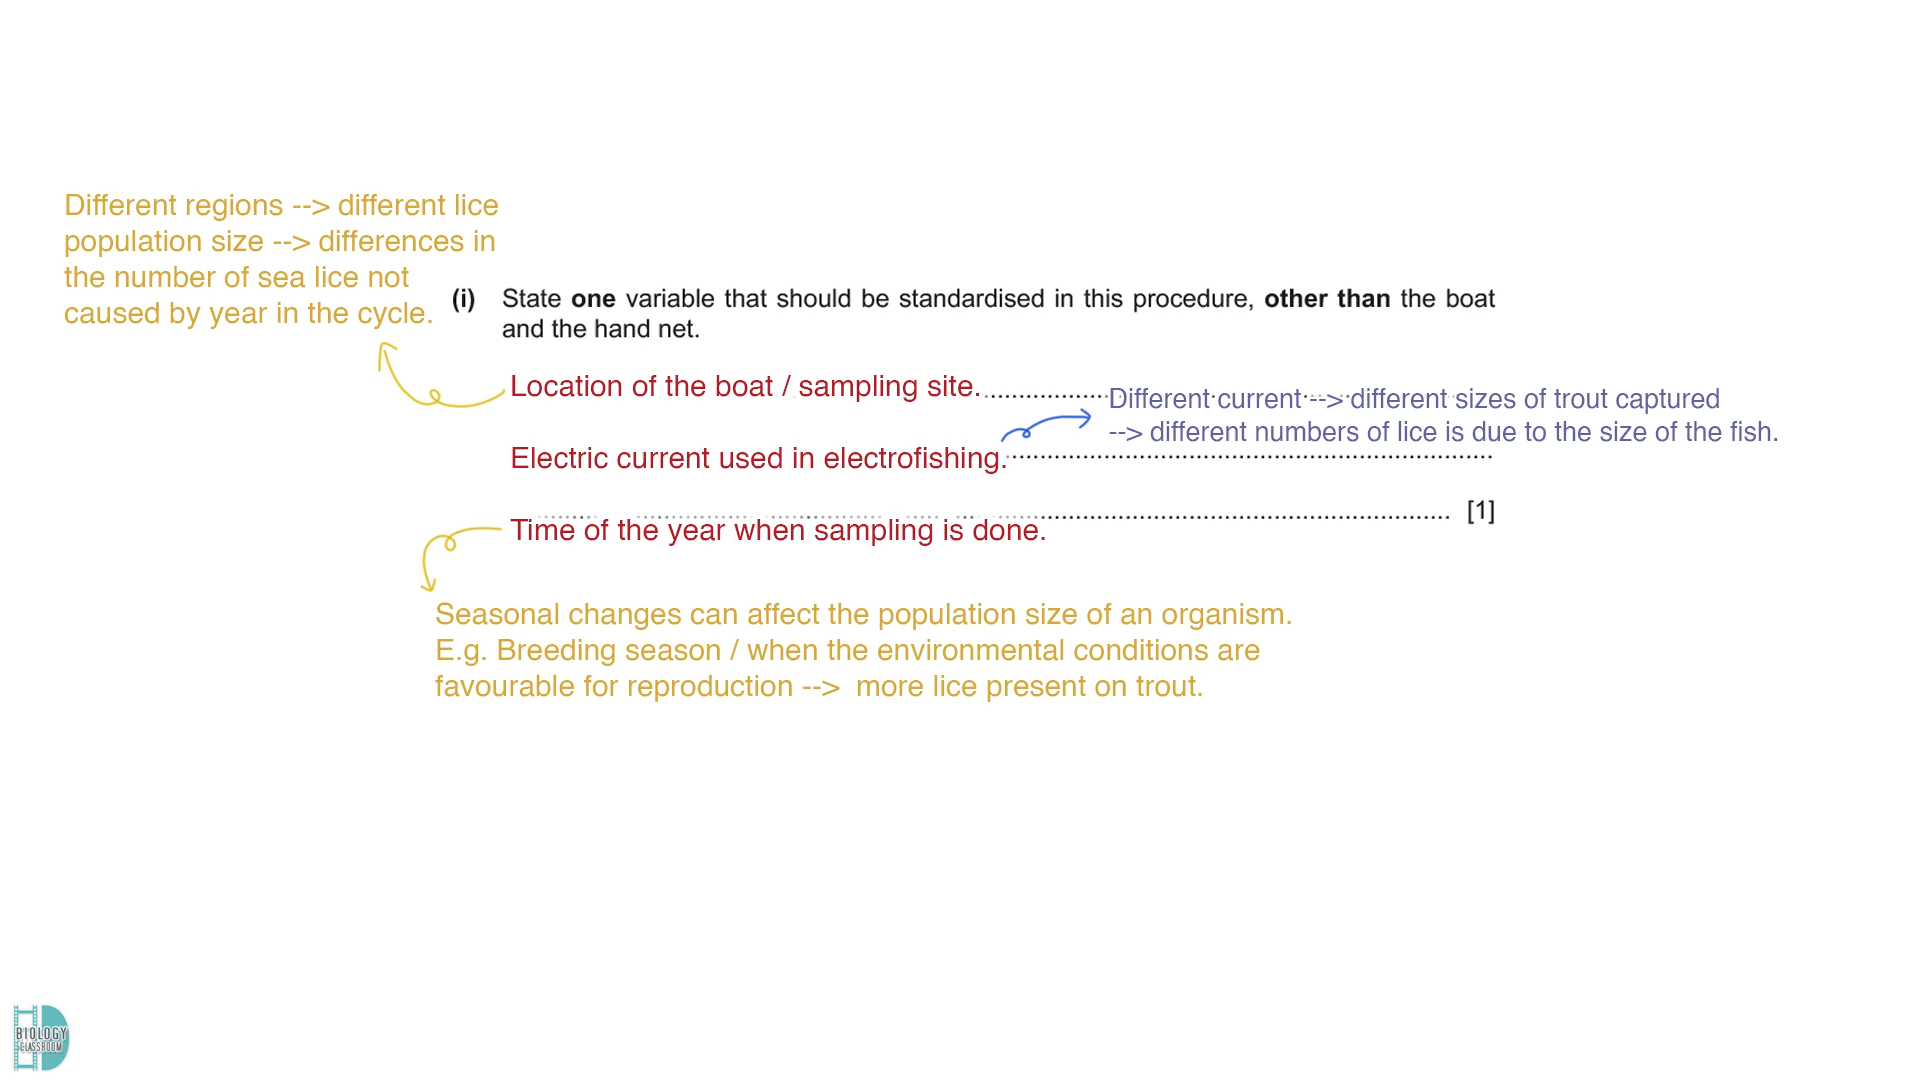 Different regions --> different lice
population size --> differences in
the number of sea lice not
caused by year in the cycle.
(i) State one variable that should be standardised in this procedure, other than the boat
and the hand net.
Location of the boat / sampling site.
Different current --> different sizes of trout captured
--> different numbers of lice is due to the size of the fish.
Electric current used in electrofishing.
[1]
Time of the year when sampling is done.
Seasonal changes can affect the population size of an organism.
E.g. Breeding season / when the environmental conditions are
favourable for reproduction --> more lice present on trout.
BIOLOGY
CLASSROOM